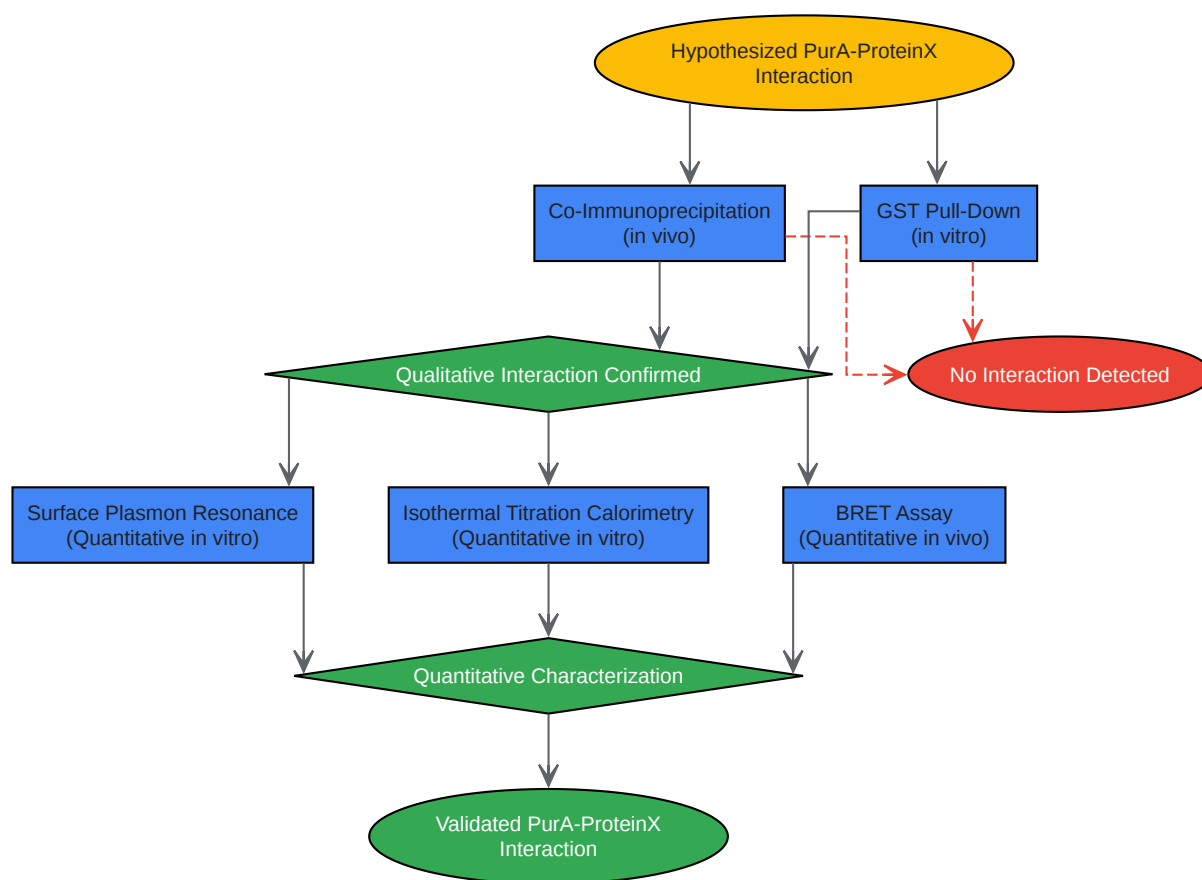 Hypothesized PurA-ProteinX
Interaction
Co-Immunoprecipitation
(in vivo)
GST Pull-Down
(in vitro)
Qualitative Interaction Confirmed
No Interaction Detected
Surface Plasmon Resonance
(Quantitative in vitro)
Isothermal Titration Calorimetry
(Quantitative in vitro)
BRET Assay
(Quantitative in vivo)
Quantitative Characterization
Validated PurA-ProteinX
Interaction